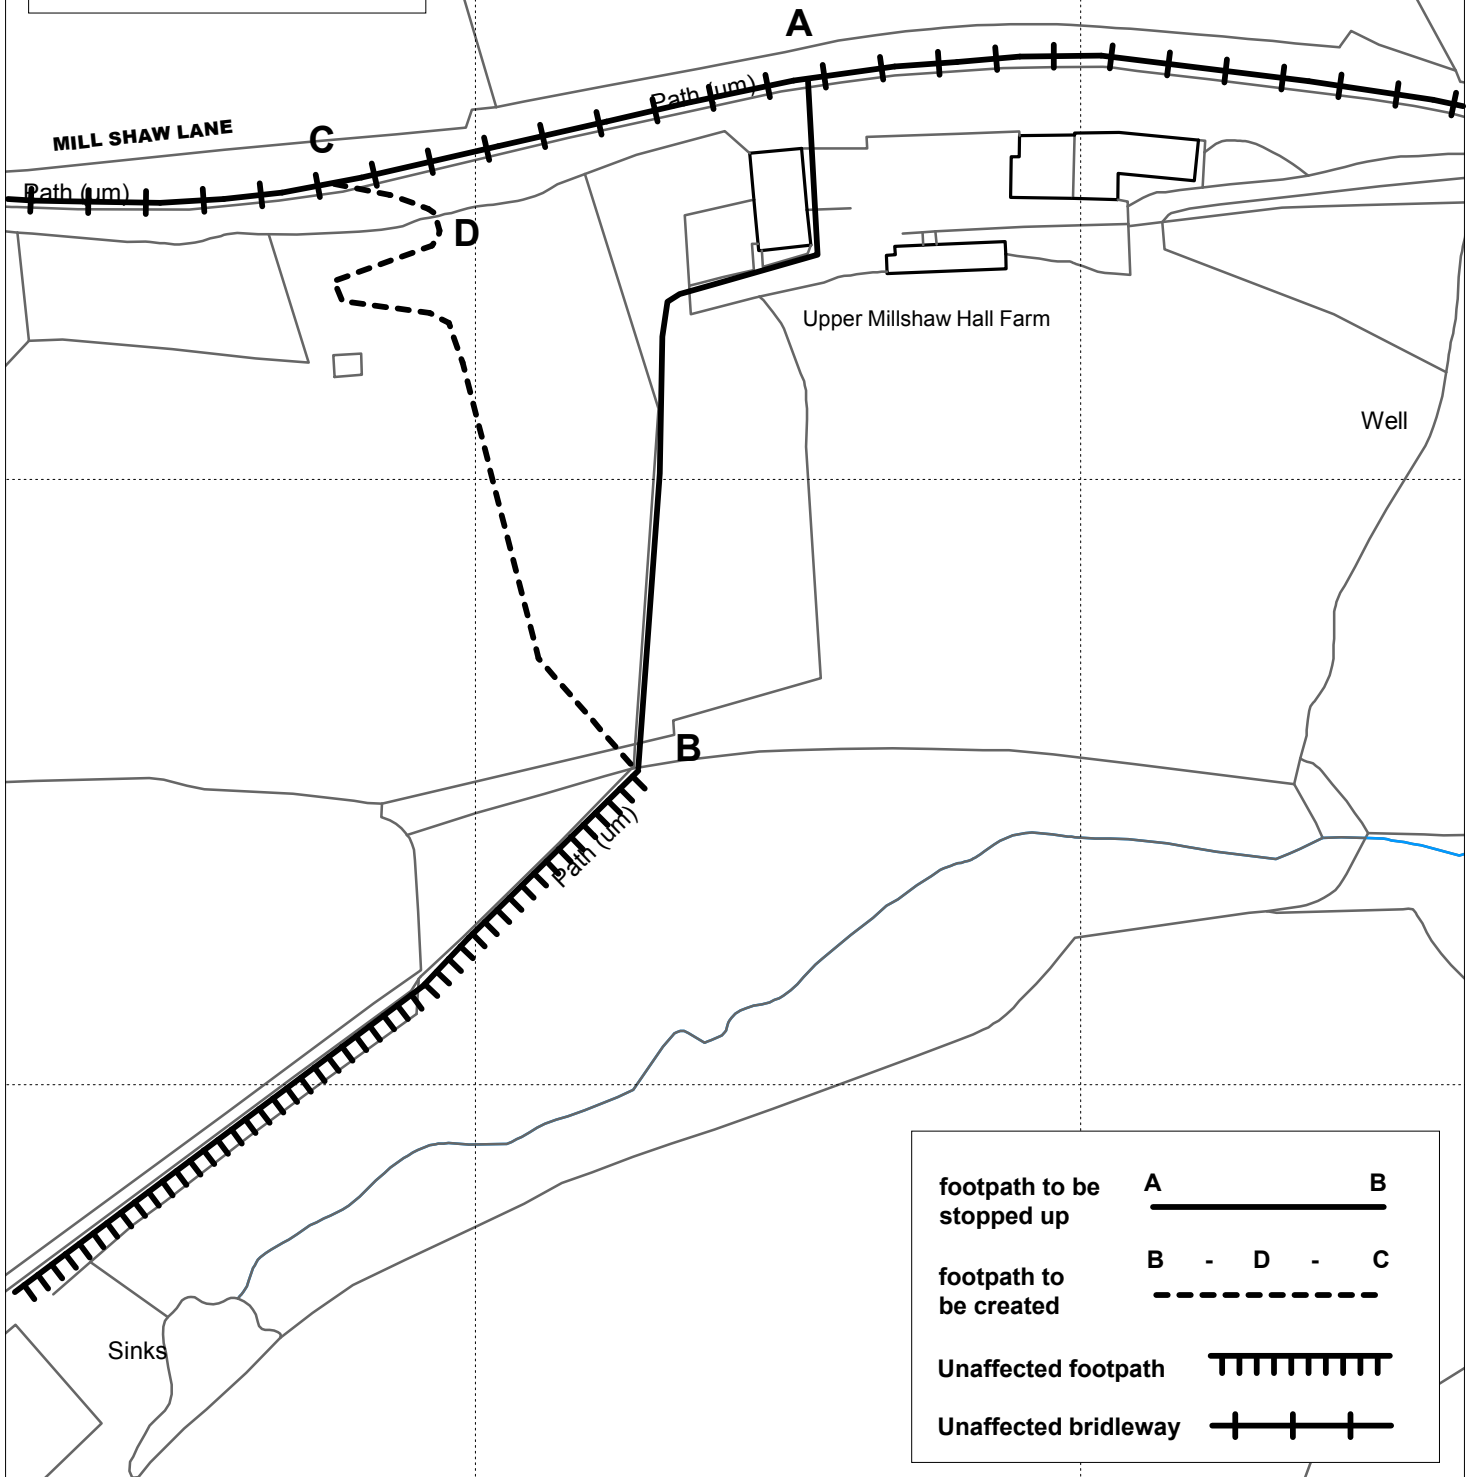 A
Path (um)
MILL SHAW LANE
C
Path (um)
D
Upper Millshaw Hall Farm
Well
B
Path (um)
Sinks
footpath to be
stopped up
A B
B - D - C
footpath to
be created
Unaffected footpath
Unaffected bridleway